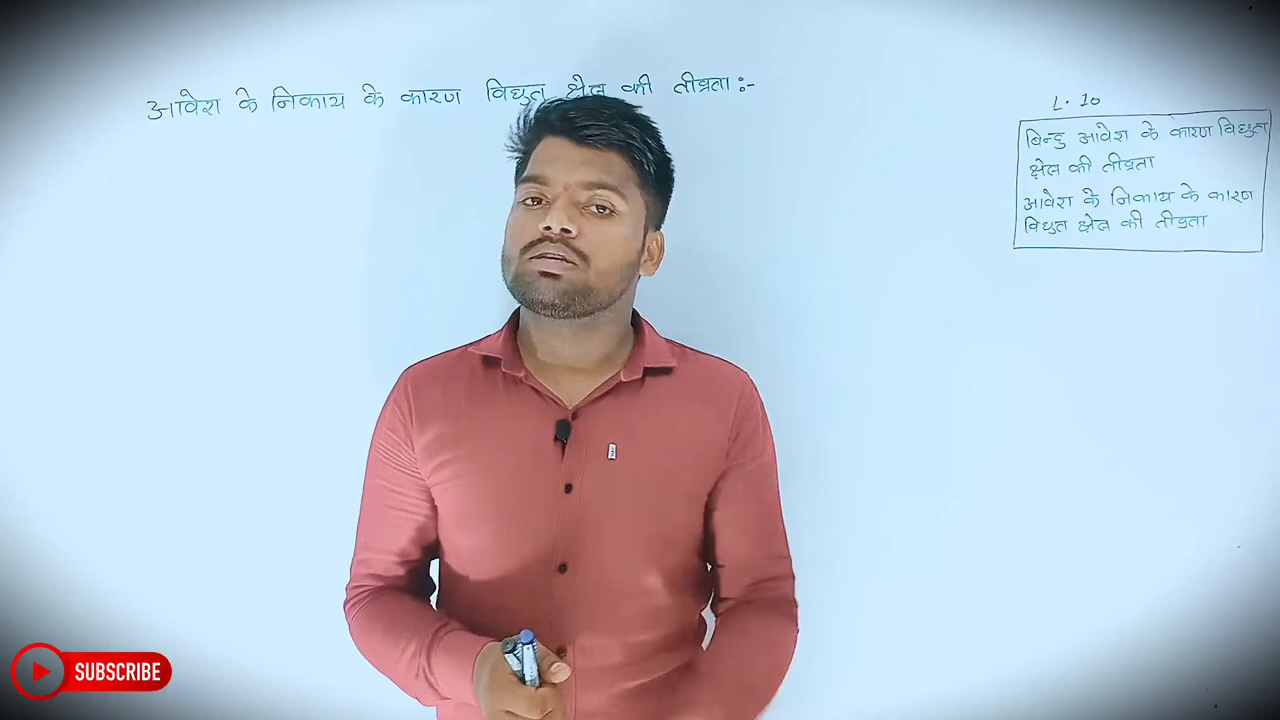 आवेश के निकाय के कारण विद्युत क्षेत्र की तीव्रता :-
L. 10
बिन्दु आवेश के कारण विद्युत
क्षेत्र की तीव्रता
आवेश के निकाय के कारण
विद्युत क्षेत्र की तीव्रता
SUBSCRIBE